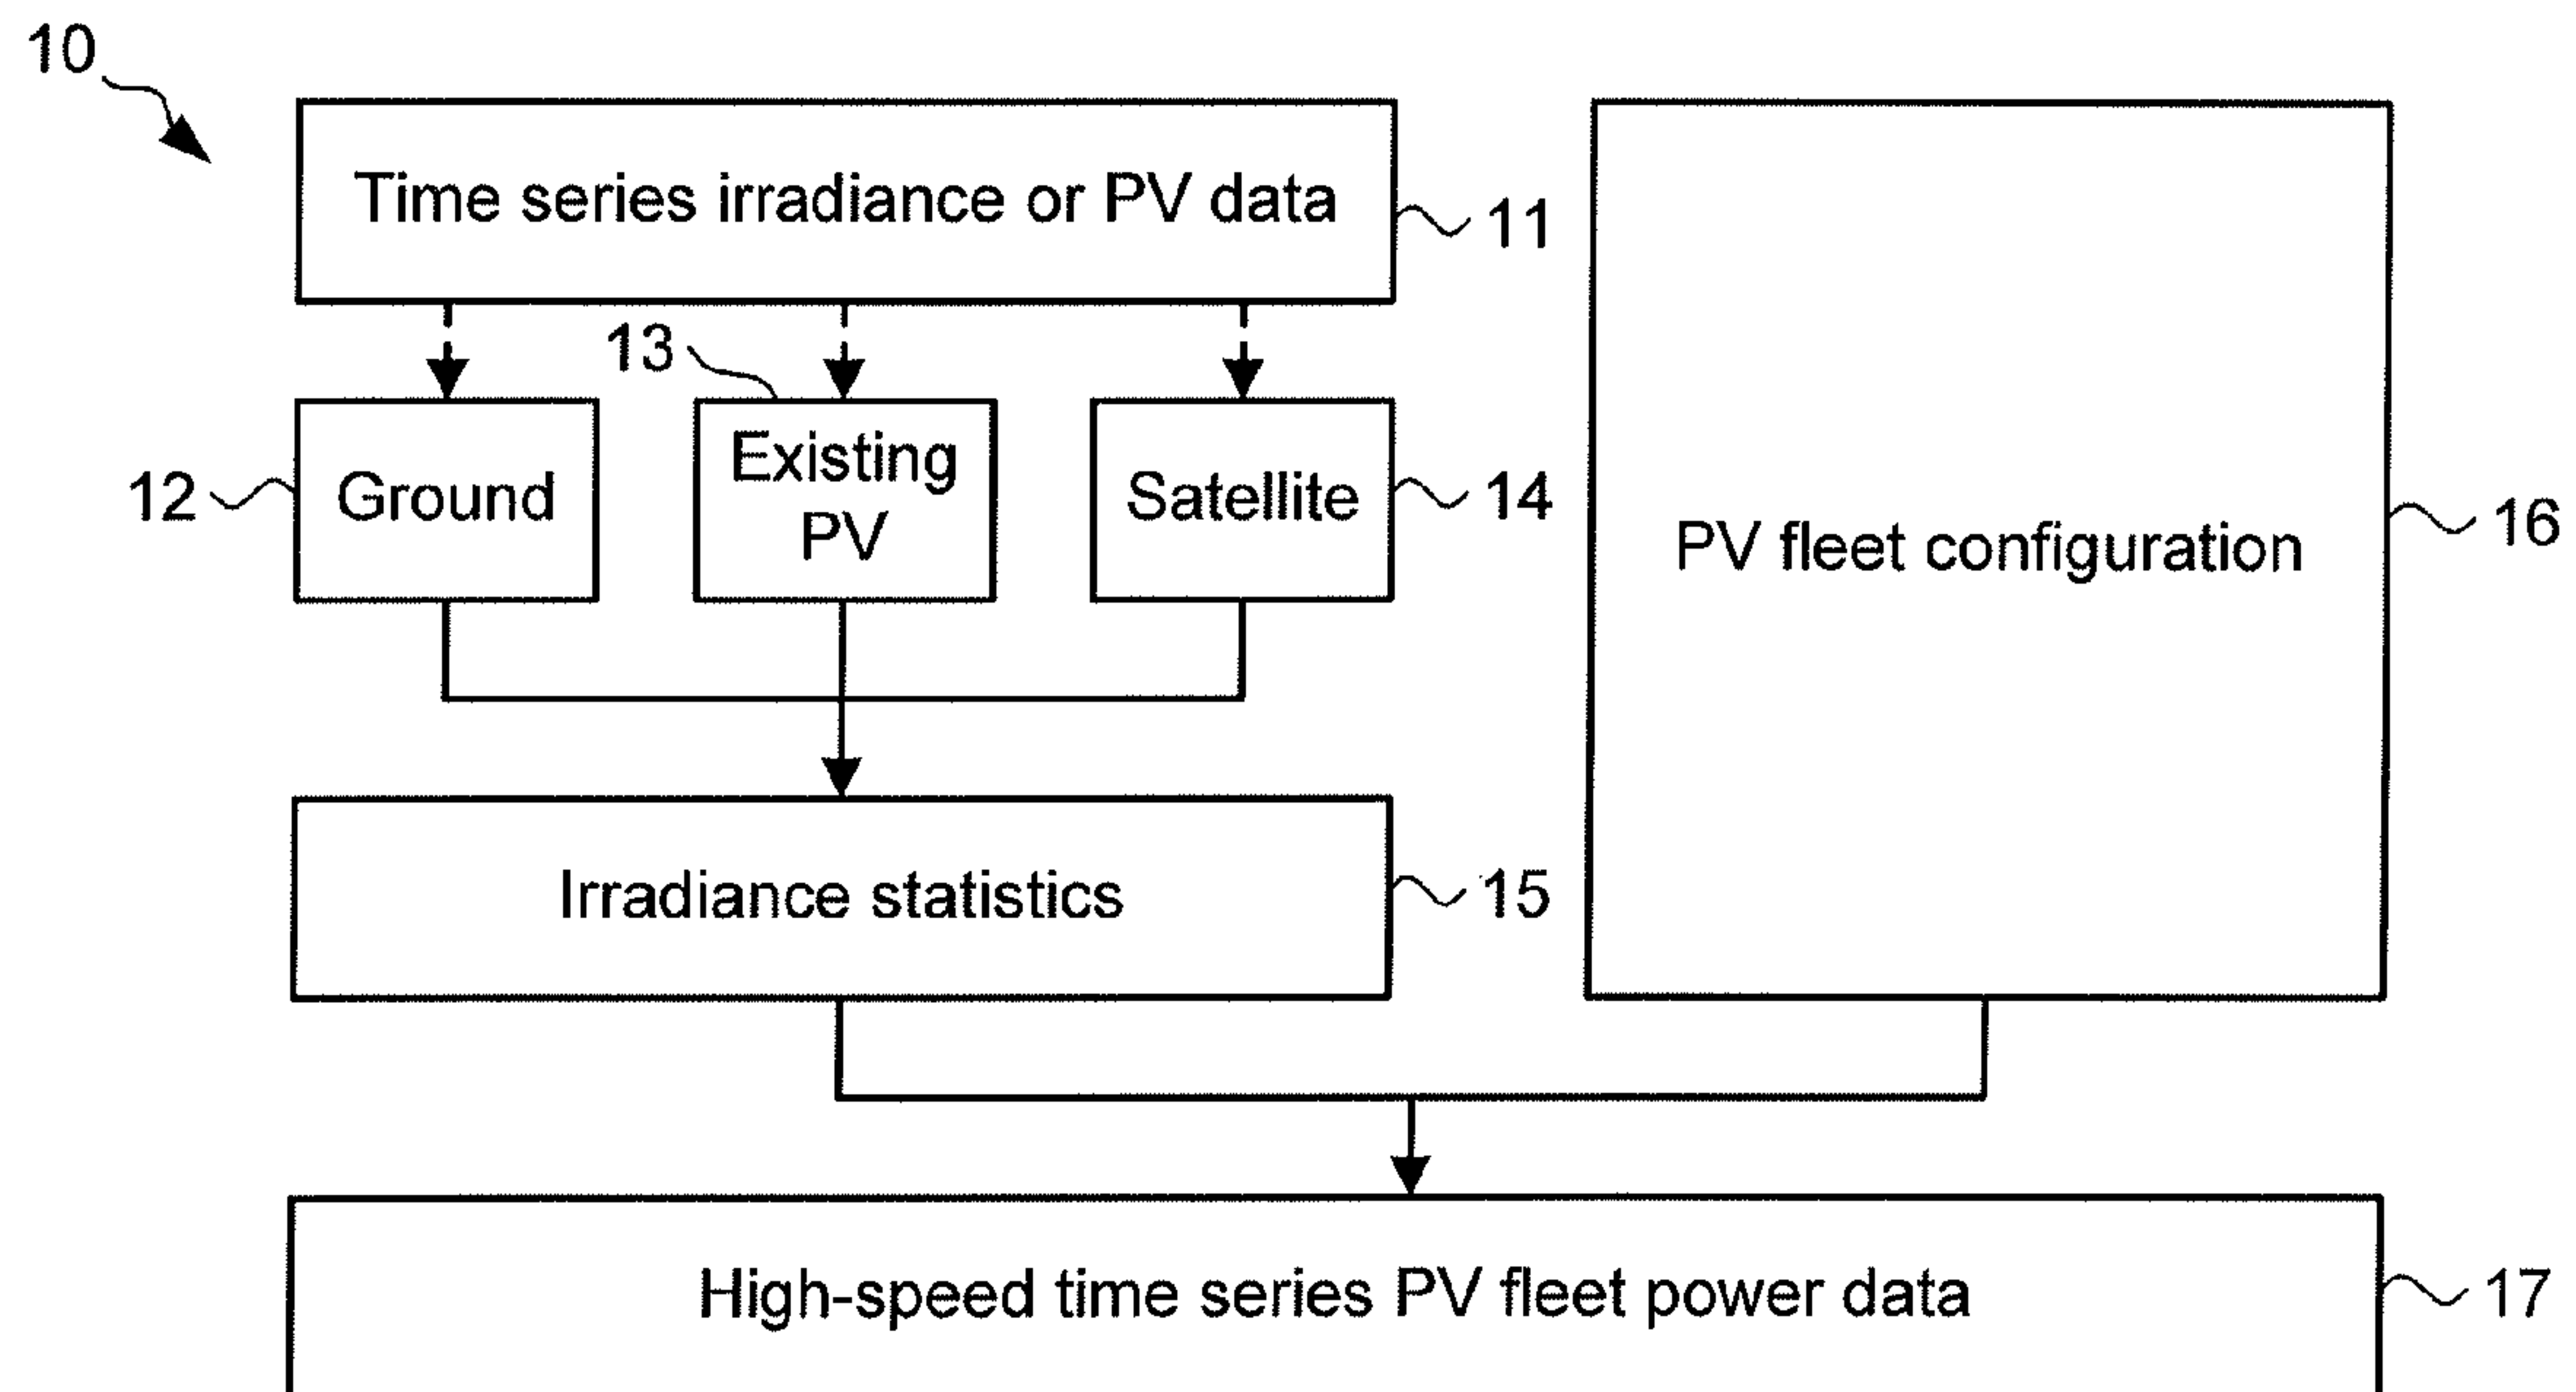 10
Time series irradiance or PV data
11
13
12
Ground
Existing
PV
Satellite
14
PV fleet configuration
16
Irradiance statistics
15
High-speed time series PV fleet power data
17